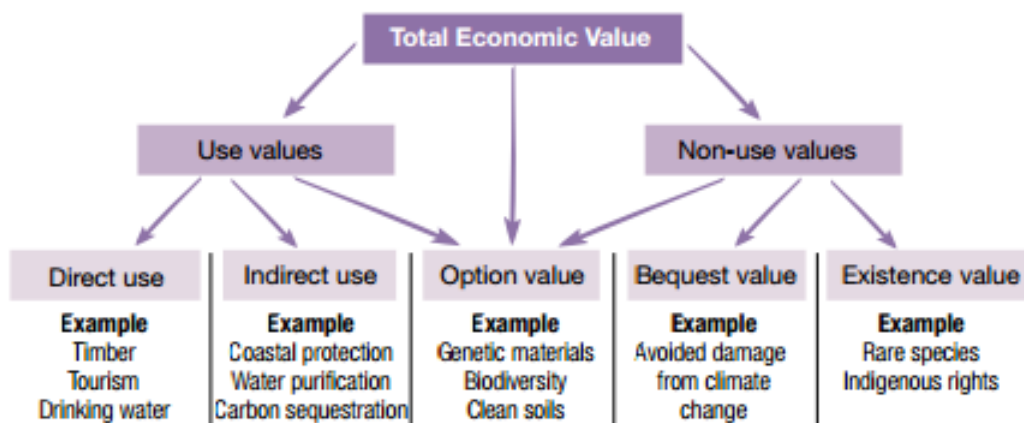 Total Economic Value
Use values
Non-use values
Direct use
Example
Timber
Tourism
Drinking water
Indirect use
Example
Coastal protection
Water purification
Carbon sequestration
Option value
Example
Genetic materials
Biodiversity
Clean soils
Bequest value
Example
Avoided damage
from climate
change
Existence value
Example
Rare species
Indigenous rights